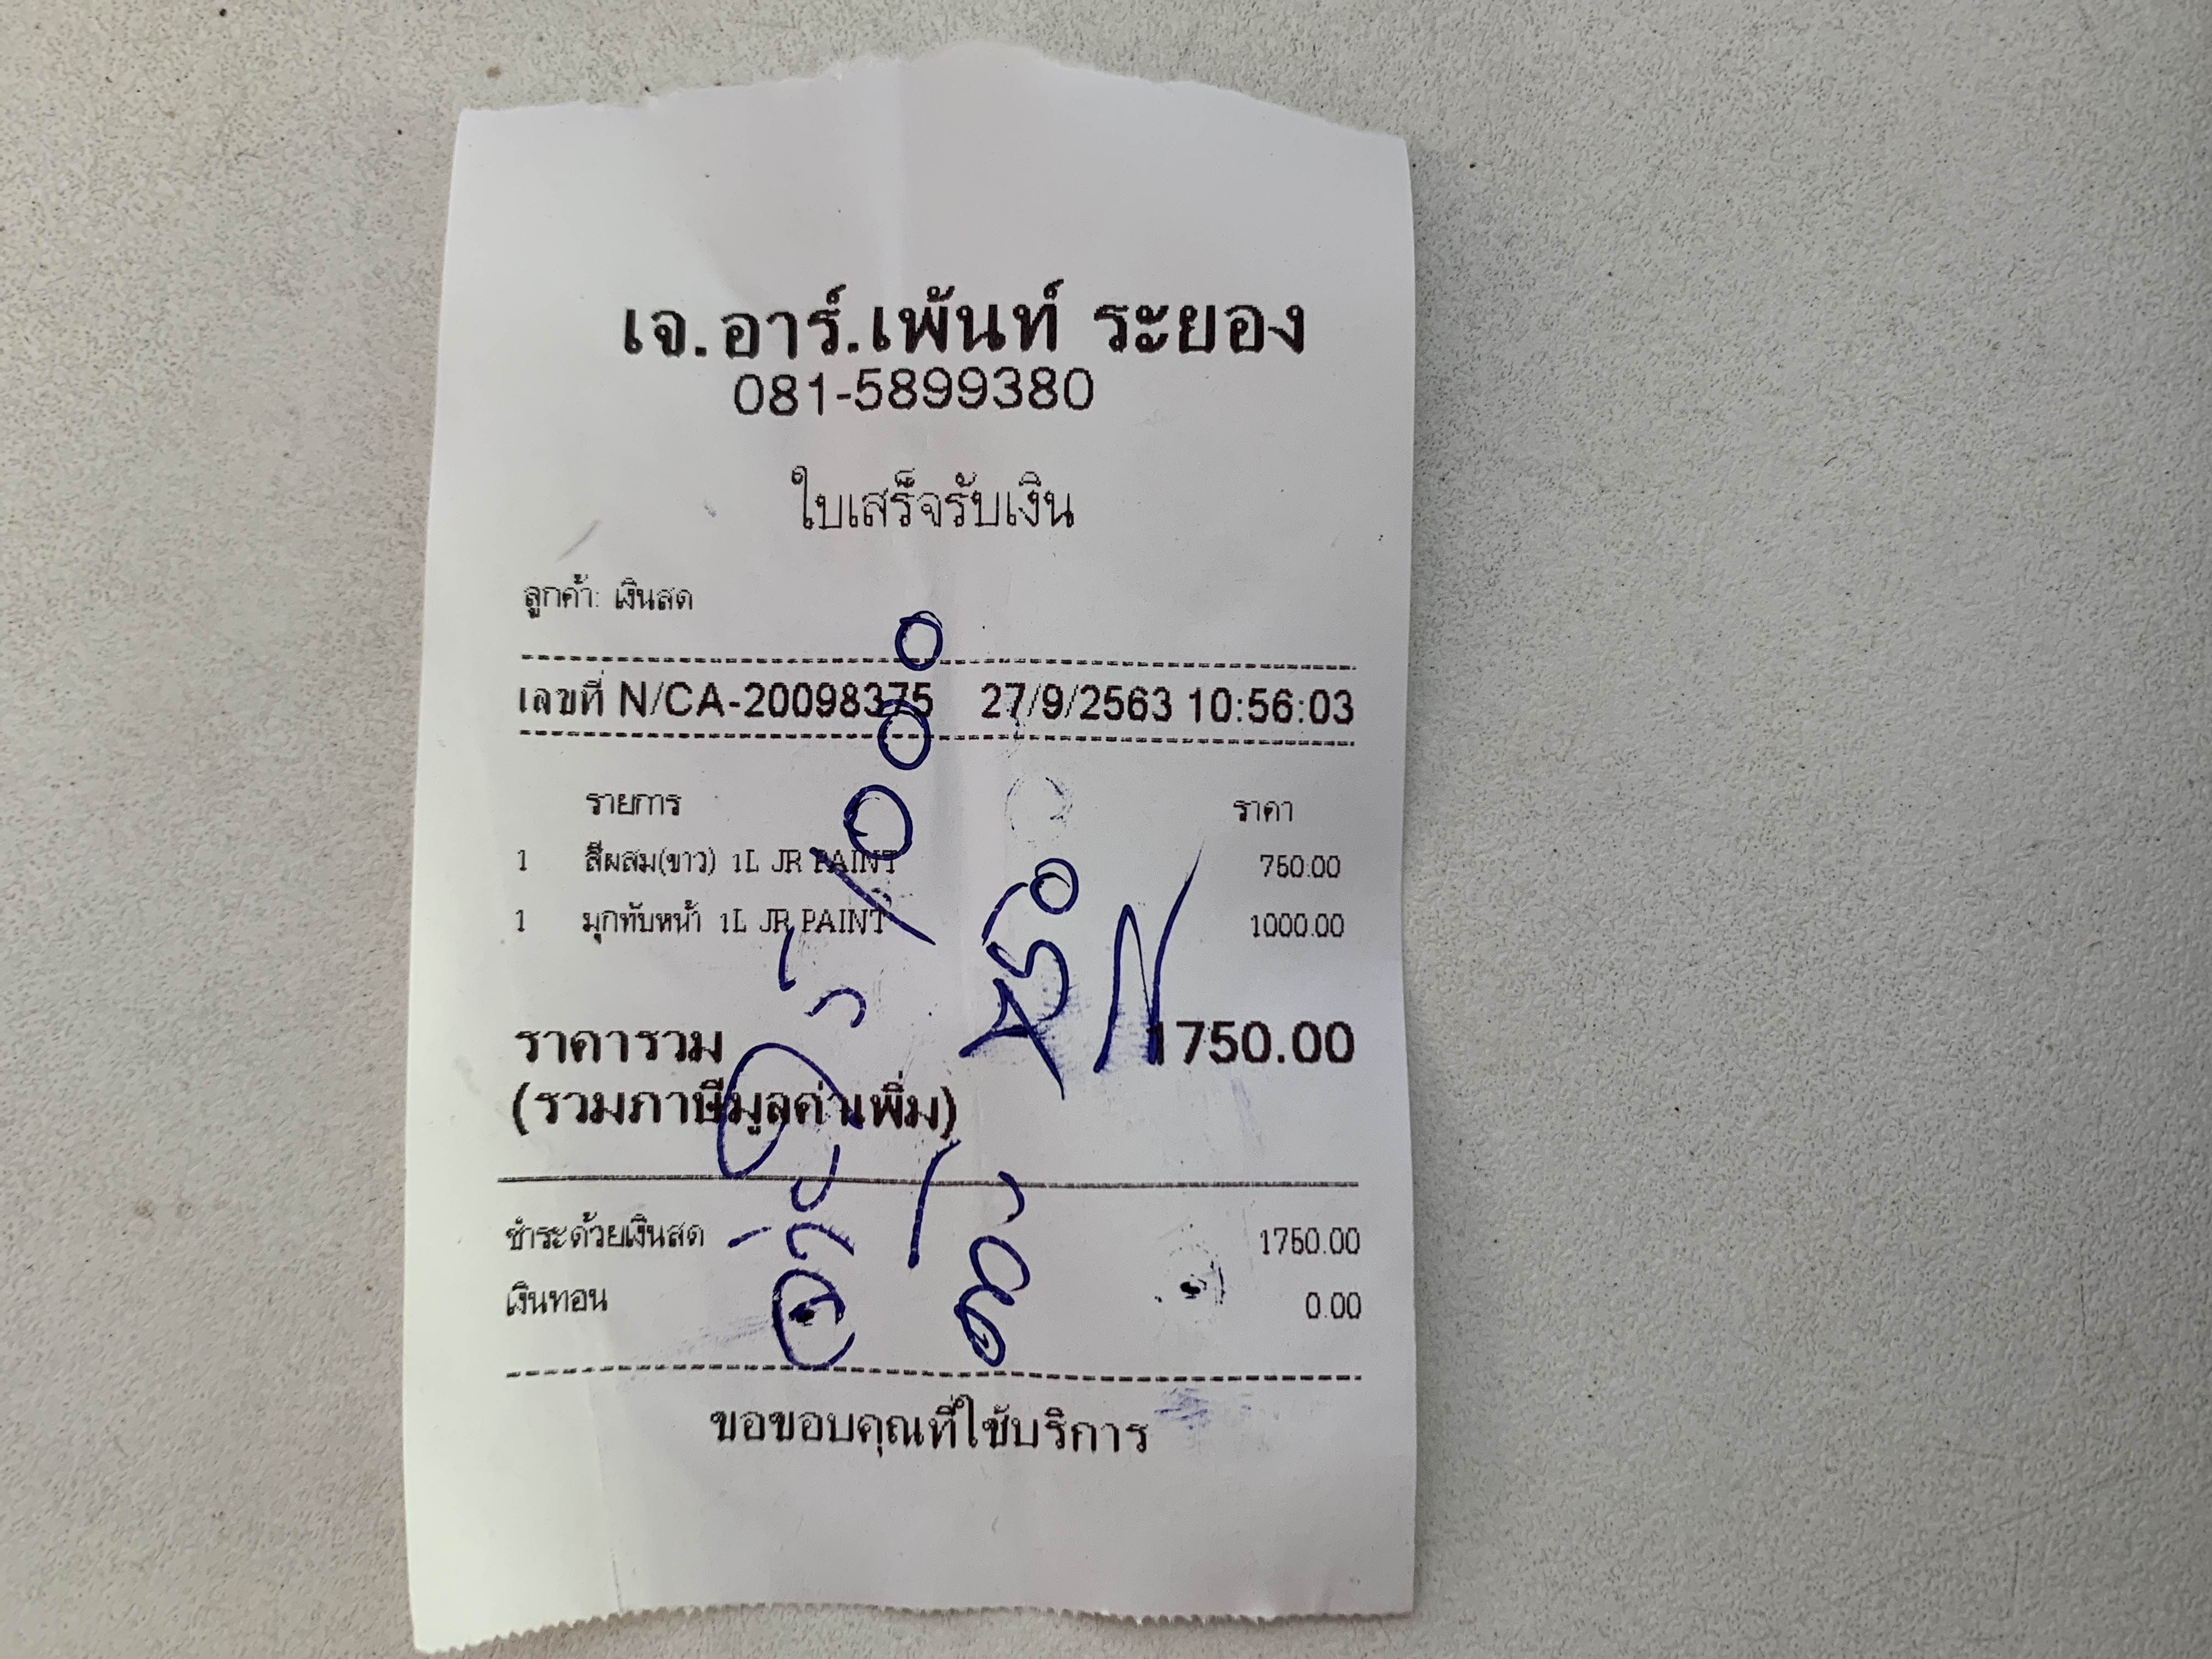 เจ.อาร์.เพ้นท์ ระยอง
081-5899380
ใบเสร็จรับเงิน
ลูกค้า: เงินสด
เลขที่ N/CA-20098375 27/9/2563 10:56:03
รายการ ราคา
1 สีผสม(ขาว) 1L JR PAINT 750.00
1 มุกทับหน้า 1L JR PAINT 1000.00
ราคารวม 1750.00
(รวมภาษีมูลค่าเพิ่ม)
ชำระด้วยเงินสด 1750.00
เงินทอน 0.00
ขอขอบคุณที่ใช้บริการ
1000